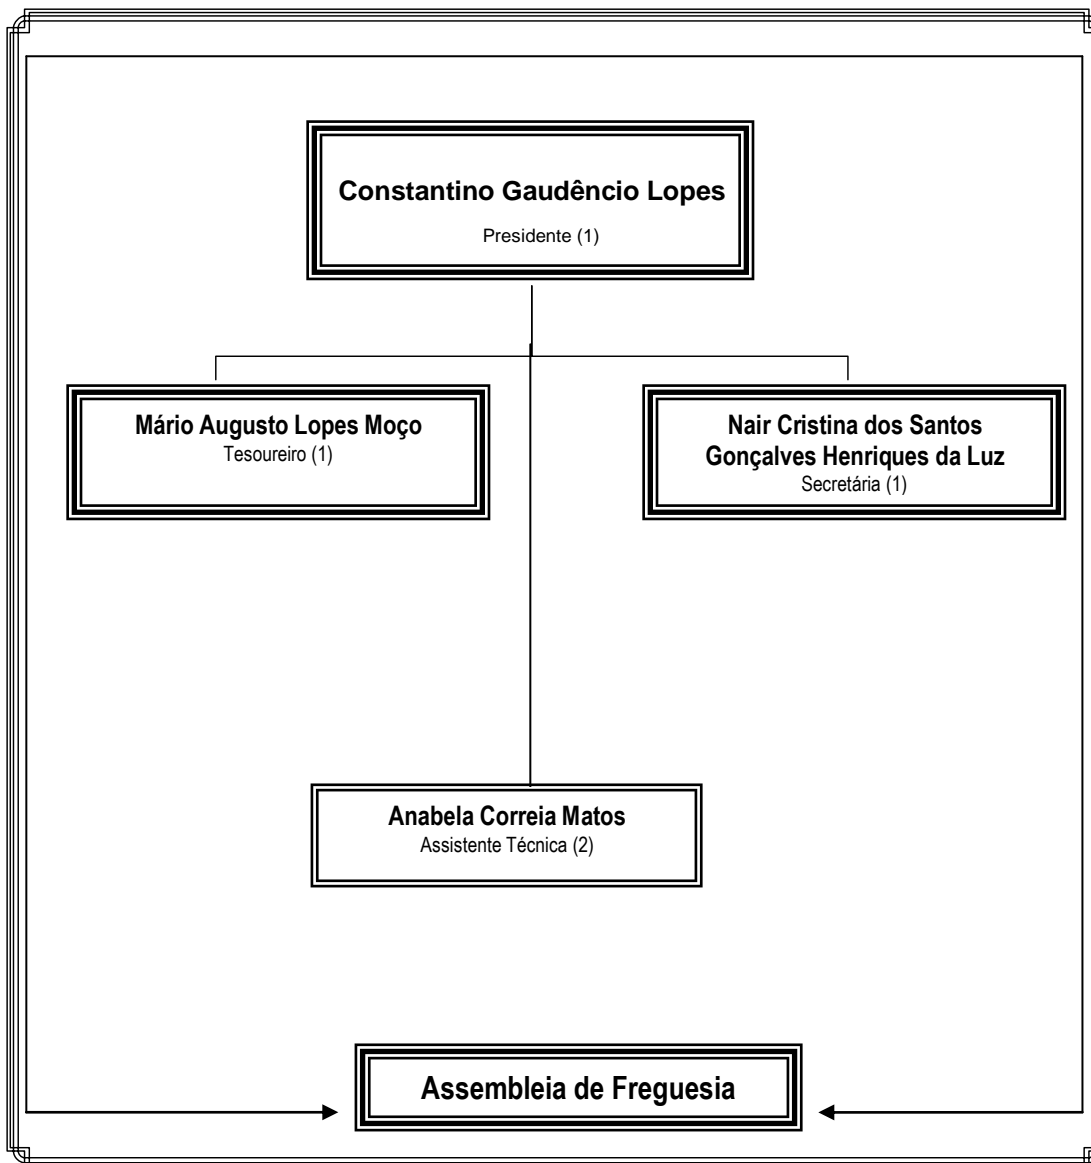 Constantino Gaudêncio Lopes
Presidente (1)
Mário Augusto Lopes Moço
Tesoureiro (1)
Nair Cristina dos Santos
Gonçalves Henriques da Luz
Secretária (1)
Anabela Correia Matos
Assistente Técnica (2)
Assembleia de Freguesia